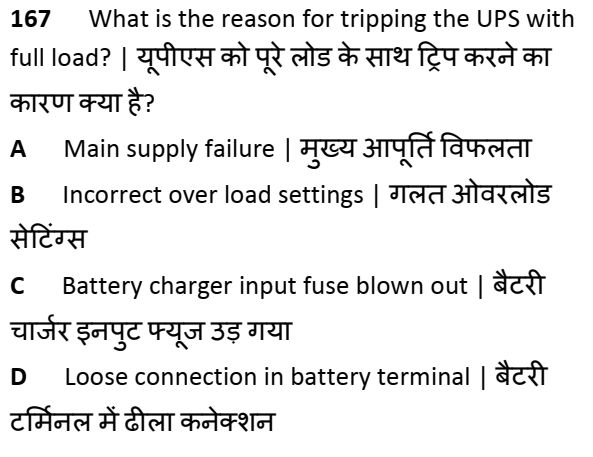 167 What is the reason for tripping the UPS with
full load? | यूपीएस को पूरे लोड के साथ ट्रिप करने का
कारण क्या है?
A Main supply failure | मुख्य आपूर्ति विफलता
B Incorrect over load settings | गलत ओवरलोड
सेटिंग्स
C Battery charger input fuse blown out | बैटरी
चार्जर इनपुट फ्यूज उड़ गया
D Loose connection in battery terminal | बैटरी
टर्मिनल में ढीला कनेक्शन